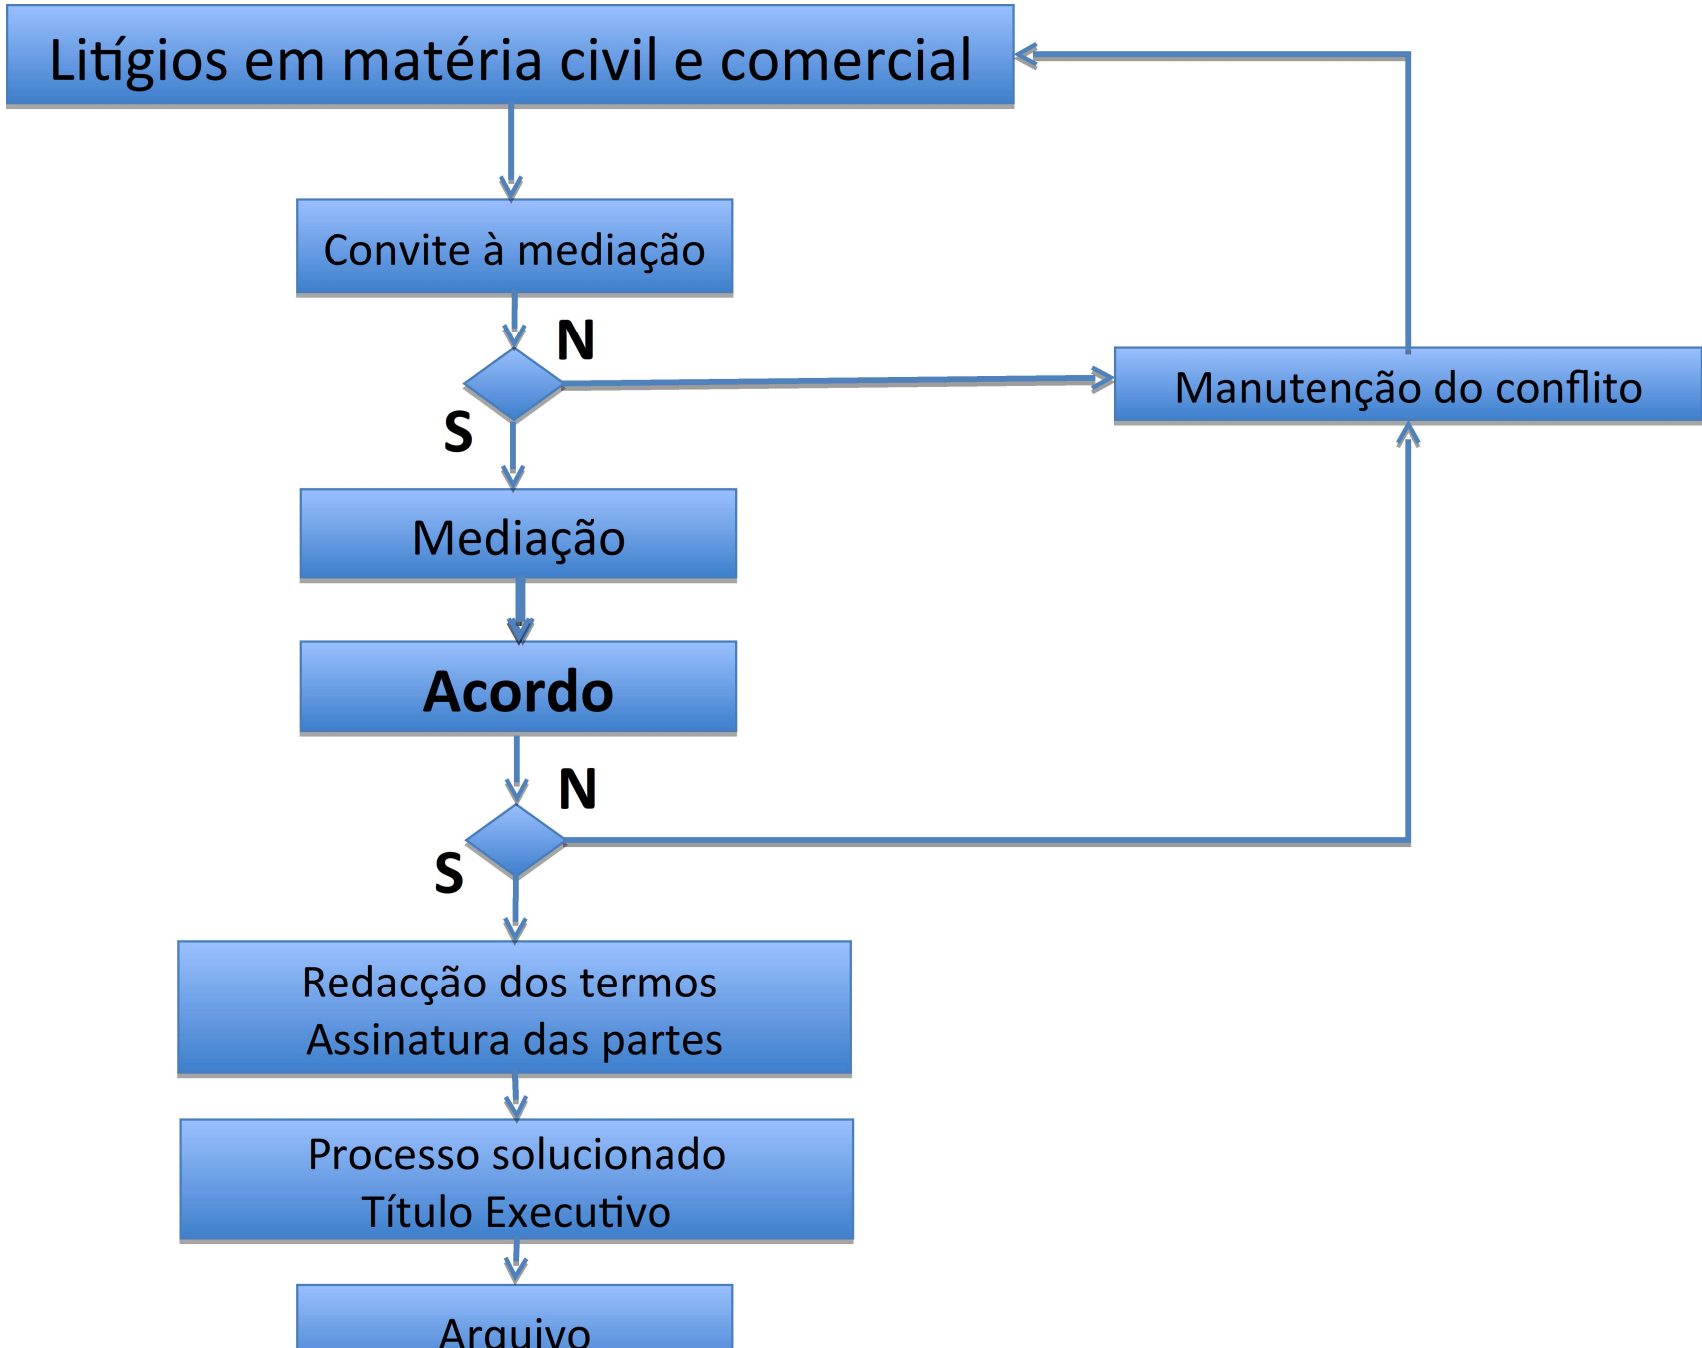 Litígios em matéria civil e comercial
Convite à mediação
N
Manutenção do conflito
S
Mediação
Acordo
N
S
Redacção dos termos
Assinatura das partes
Processo solucionado
Título Executivo
Arquivo